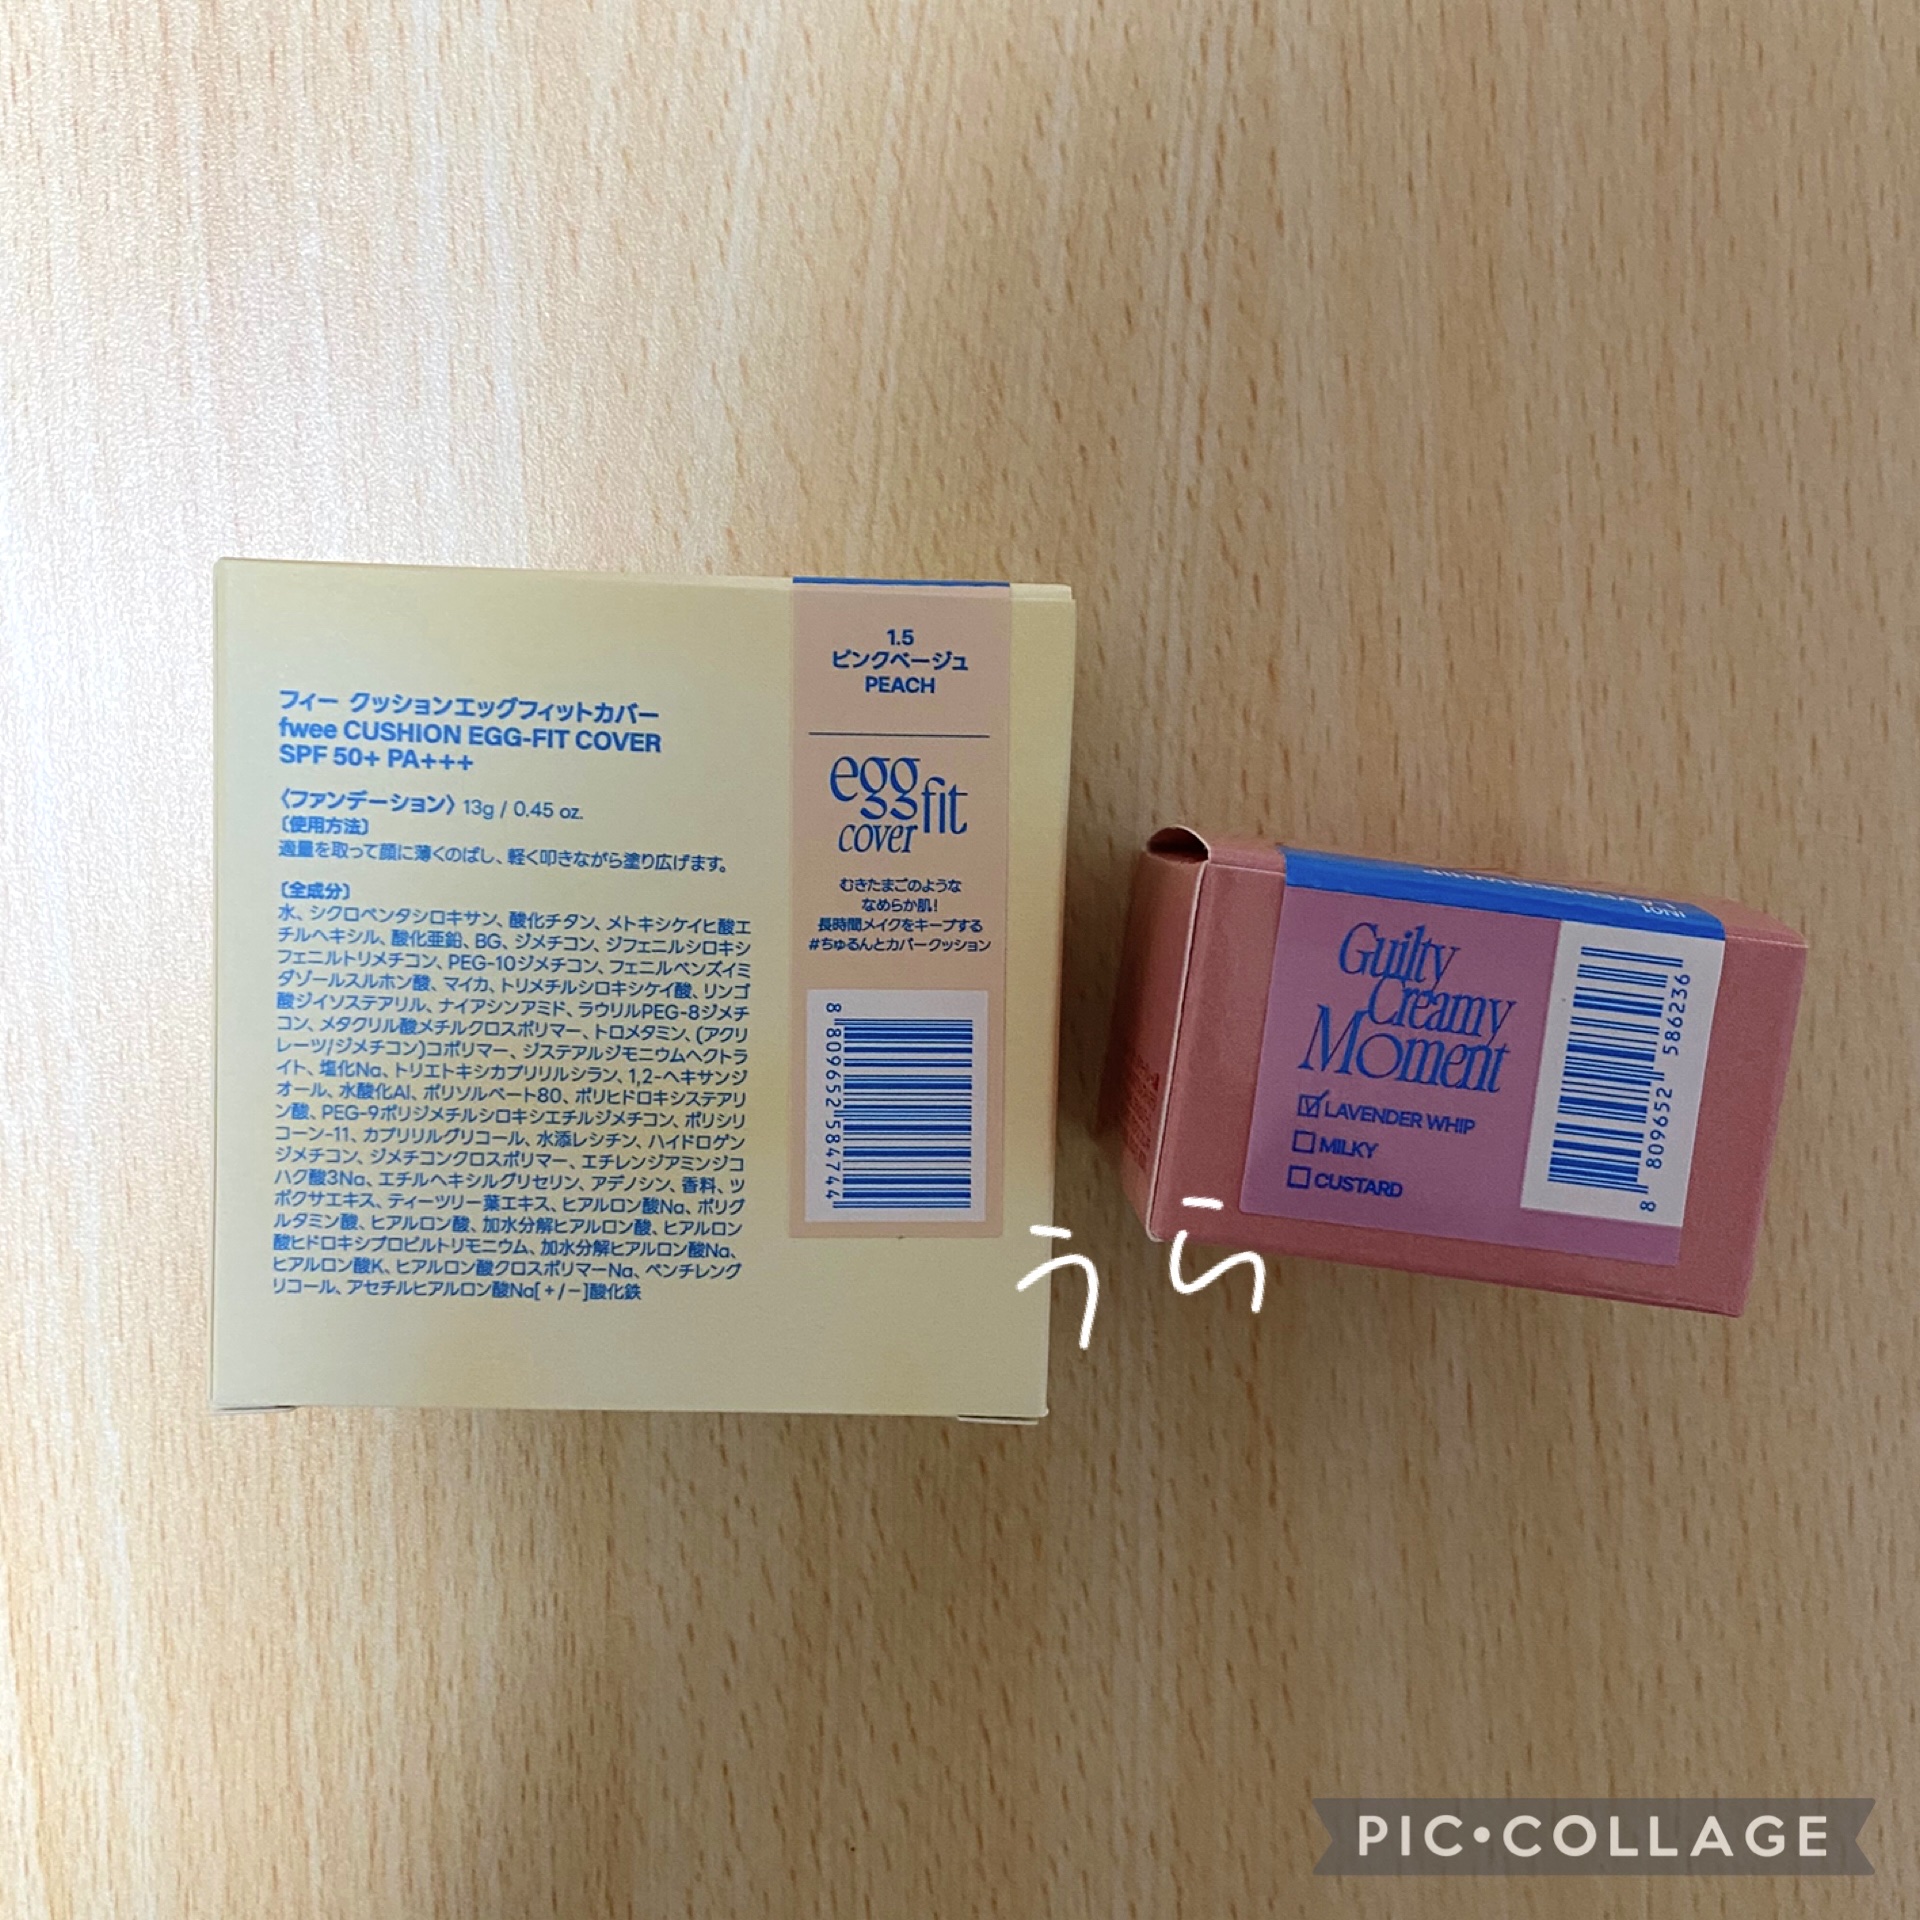 フィー クッションエッグフィットカバー
fwee CUSHION EGG-FIT COVER
SPF 50+ PA+++
〈ファンデーション〉 13g / 0.45 oz.
〔使用方法〕
適量を取って顔に薄くのばし、軽く叩きながら塗り広げます。
〔全成分〕
水、シクロペンタシロキサン、酸化チタン、メトキシケイヒ酸エ
チルヘキシル、酸化亜鉛、BG、ジメチコン、ジフェニルシロキシ
フェニルトリメチコン、PEG-10ジメチコン、フェニルベンズイミ
ダゾールスルホン酸、マイカ、トリメチルシロキシケイ酸、リンゴ
酸ジイソステアリル、ナイアシンアミド、ラウリルPEG-8ジメチ
コン、メタクリル酸メチルクロスポリマー、トロメタミン、(アクリ
レーツ/ジメチコン)コポリマー、ジステアルジモニウムヘクトラ
イト、塩化Na、トリエトキシカプリリルシラン、1,2-ヘキサンジ
オール、水酸化Al、ポリソルベート80、ポリヒドロキシステアリ
ン酸、PEG-9ポリジメチルシロキシエチルジメチコン、ポリシリ
コーン-11、カプリリルグリコール、水添レシチン、ハイドロゲン
ジメチコン、ジメチコンクロスポリマー、エチレンジアミンジコ
ハク酸3Na、エチルヘキシルグリセリン、アデノシン、香料、ツ
ボクサエキス、ティーツリー葉エキス、ヒアルロン酸Na、ポリグ
ルタミン酸、ヒアルロン酸、加水分解ヒアルロン酸、ヒアルロン
酸ヒドロキシプロピルトリモニウム、加水分解ヒアルロン酸Na、
ヒアルロン酸K、ヒアルロン酸クロスポリマーNa、ペンチレング
リコール、アセチルヒアルロン酸Na[+/−]酸化鉄
1.5
ピンクベージュ
PEACH
egg
fit
cover
むきたまごのような
なめらか肌!
長時間メイクをキープする
#ちゅるんとカバークッション
8 809652 584744
Guilty
Creamy
Moment
LAVENDER WHIP
MILKY
CUSTARD
8 809652 586236
うら
PIC•COLLAGE